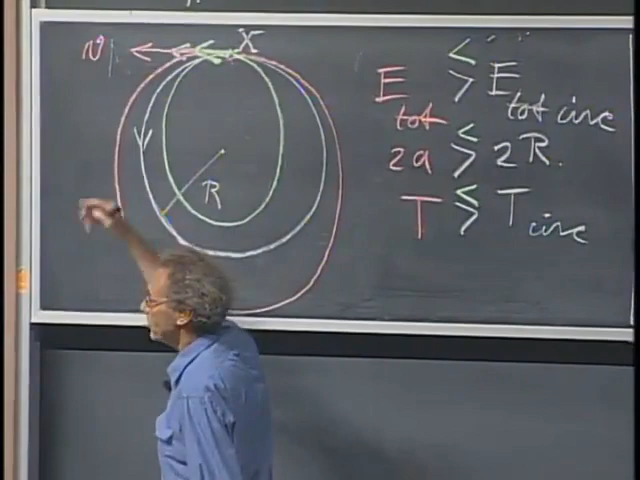 v X
R
E tot ≤ > E tot circ
2a ≤ > 2R.
T ≤ > T circ